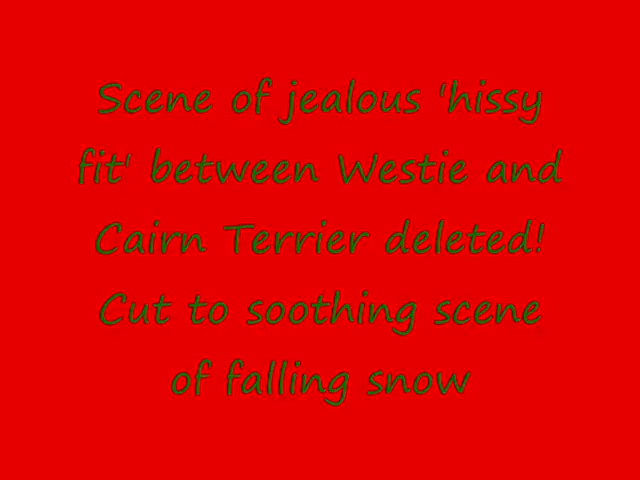 Scene of jealous 'hissy
fit' between Westie and
Cairn Terrier deleted!
Cut to soothing scene
of falling snow